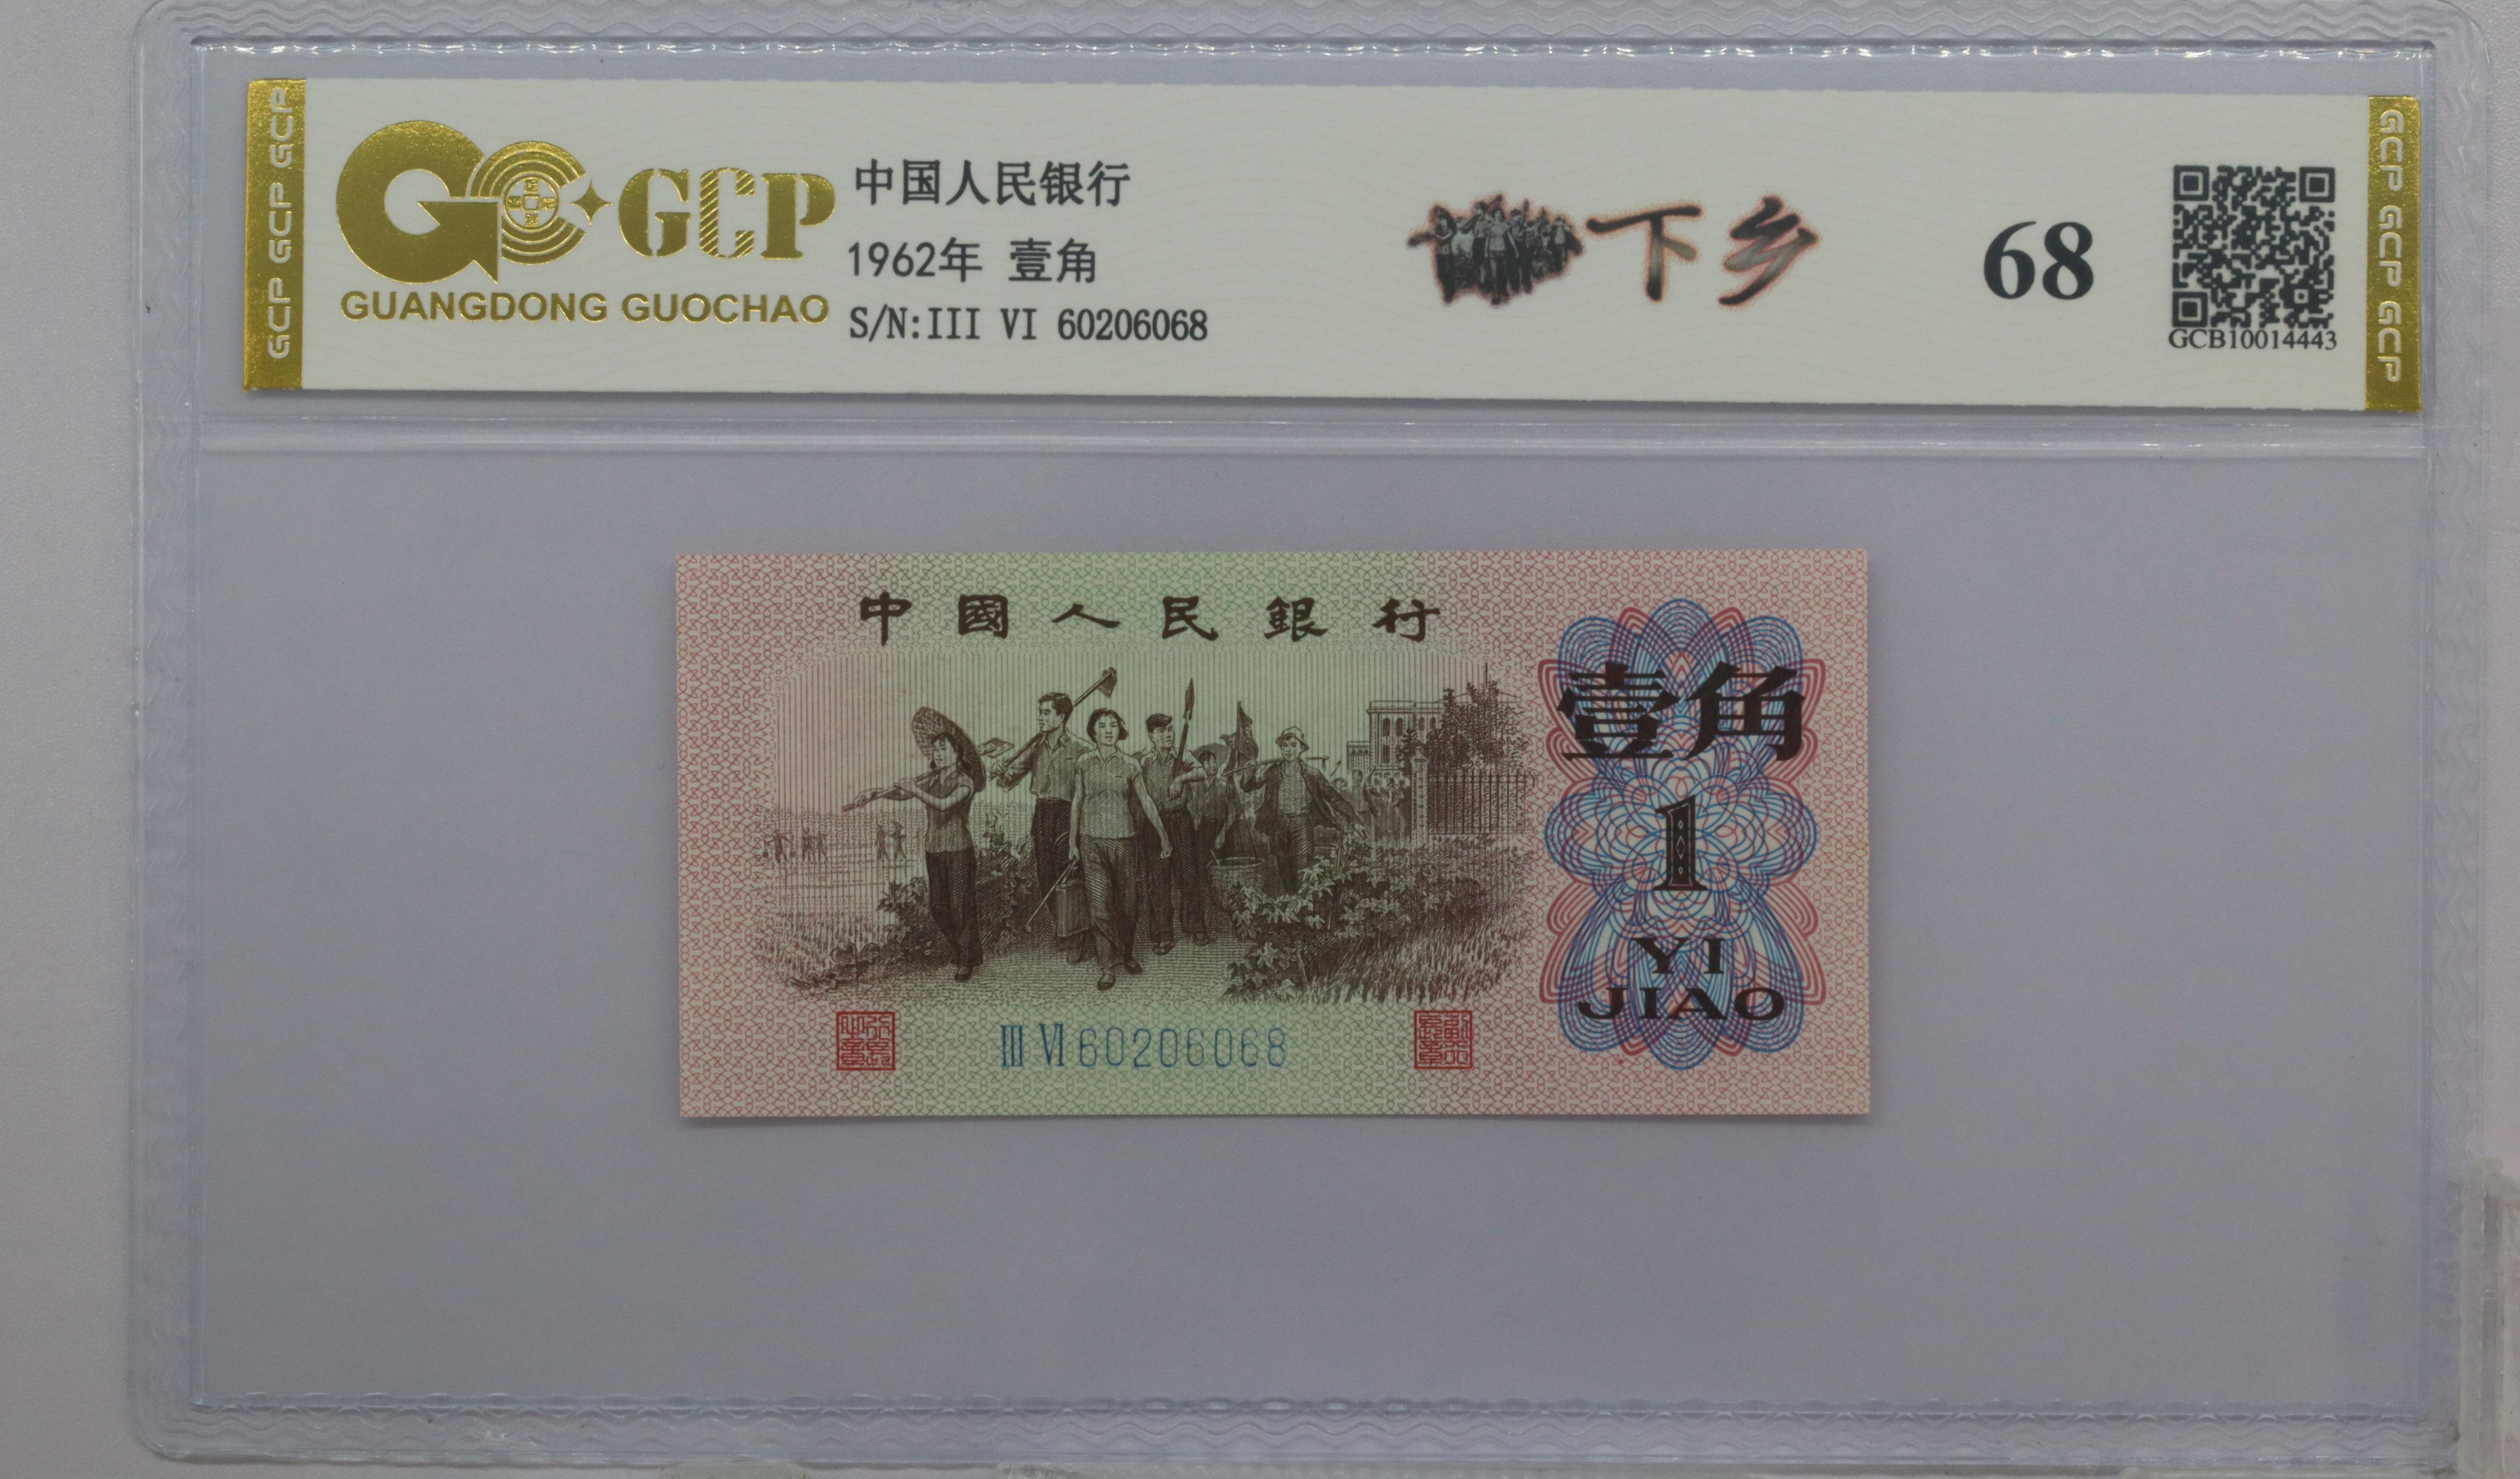 GCP GCP GCP
GCP
GUANGDONG GUOCHAO
中国人民银行
1962年 壹角
S/N:III VI 60206068
下乡
68
GCB10014443
GCP GCP GCP
中國人民銀行
壹角
1
YI
JIAO
III VI 60206068